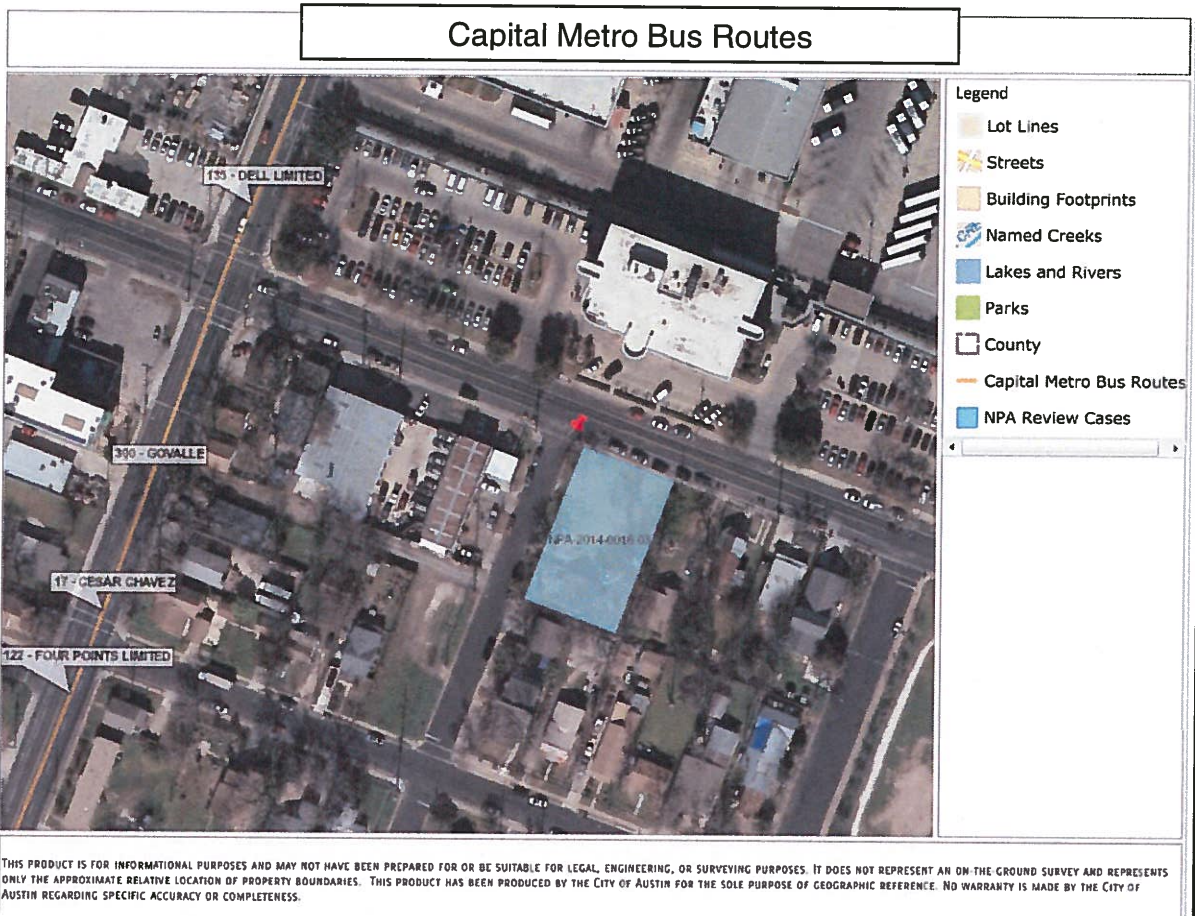 Capital Metro Bus Routes
135 - DELL LIMITED
300 - GOVALLE
17 - CESAR CHAVEZ
122 - FOUR POINTS LIMITED
Legend
Lot Lines
Streets
Building Footprints
Named Creeks
Lakes and Rivers
Parks
County
Capital Metro Bus Routes
NPA Review Cases
THIS PRODUCT IS FOR INFORMATIONAL PURPOSES AND MAY NOT HAVE BEEN PREPARED FOR OR BE SUITABLE FOR LEGAL, ENGINEERING, OR SURVEYING PURPOSES. IT DOES NOT REPRESENT AN ON-THE-GROUND SURVEY AND REPRESENTS
ONLY THE APPROXIMATE RELATIVE LOCATION OF PROPERTY BOUNDARIES. THIS PRODUCT HAS BEEN PRODUCED BY THE CITY OF AUSTIN FOR THE SOLE PURPOSE OF GEOGRAPHIC REFERENCE. NO WARRANTY IS MADE BY THE CITY OF
AUSTIN REGARDING SPECIFIC ACCURACY OR COMPLETENESS.